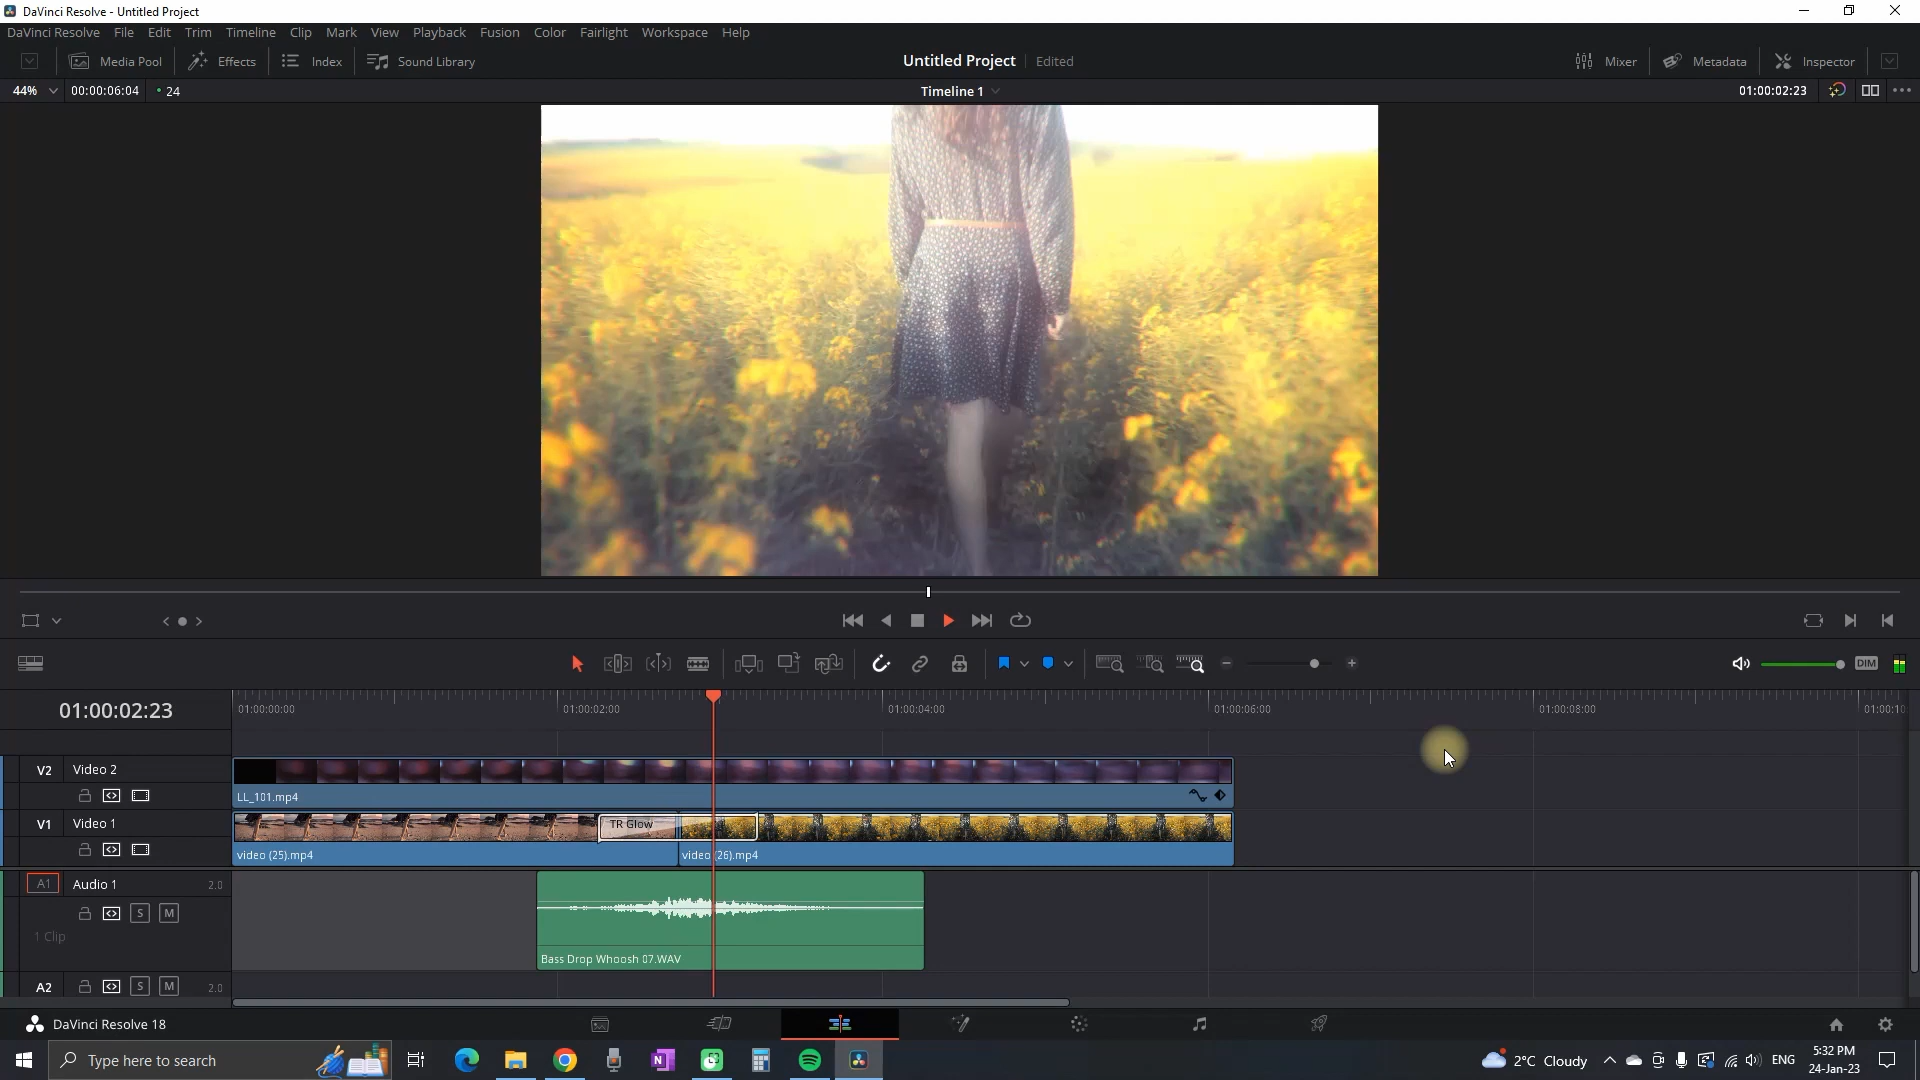 DaVinci Resolve - Untitled Project
DaVinci Resolve File Edit Trim Timeline Clip Mark View Playback Fusion Color Fairlight Workspace Help
Media Pool Effects Index Sound Library Untitled Project Edited Mixer Metadata Inspector
44% 00:00:06:04 24 Timeline 1 01:00:02:23
DIM
01:00:02:23 01:00:00:00 01:00:02:00 01:00:04:00 01:00:06:00 01:00:08:00 01:00:10
V2 Video 2
LL_101.mp4
V1 Video 1 TR Glow
video (25).mp4 video (26).mp4
A1 Audio 1 2.0
S M
1 Clip
Bass Drop Whoosh 07.WAV
A2 S M 2.0
DaVinci Resolve 18
Type here to search 2°C Cloudy ENG 5:32 PM
24-Jan-23